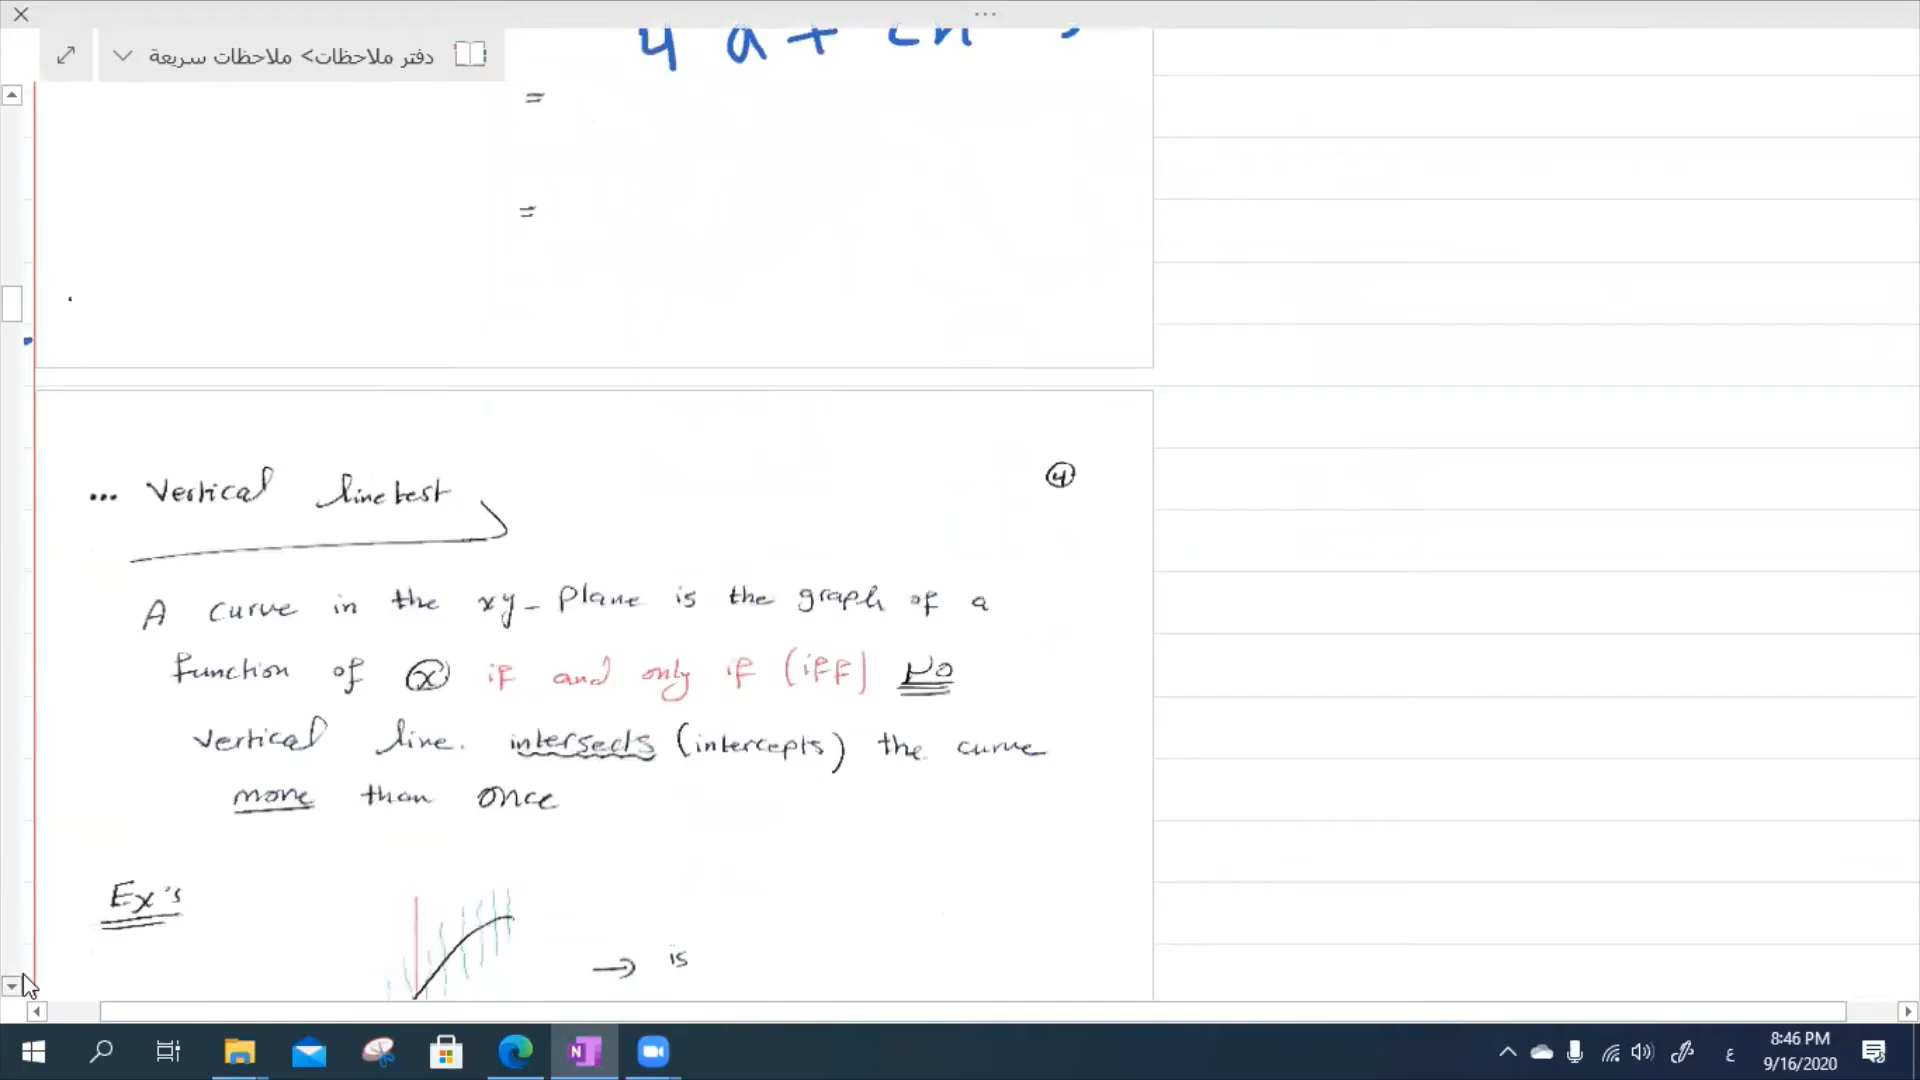 دفتر ملاحظات> ملاحظات سريعة
4 a +
=
=
... Vertical line test
4
A curve in the xy- Plane is the graph of a
function of x if and only if (iff) No
vertical line. intersects (intercepts) the curve
more than once
Ex's
→ is
8:46 PM
ع
9/16/2020